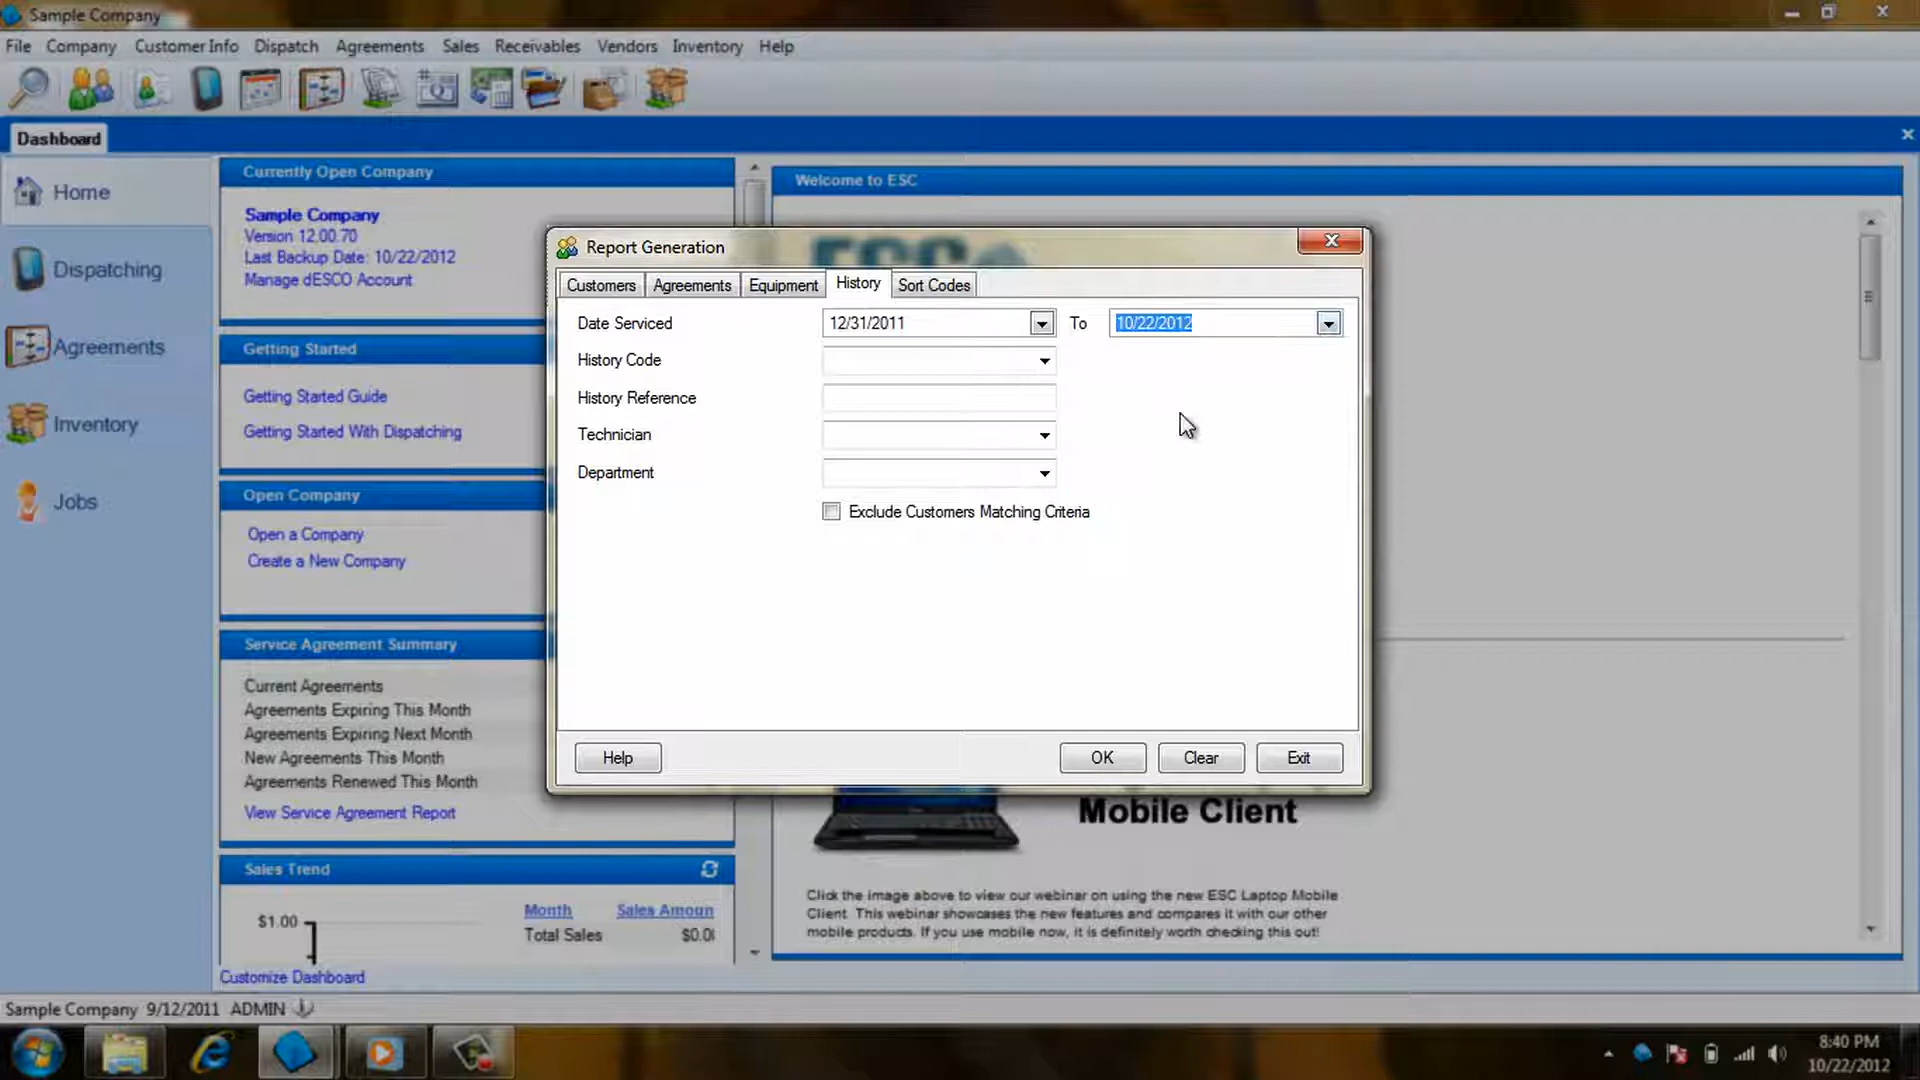 Sample Company
File Company Customer Info Dispatch Agreements Sales Receivables Vendors Inventory Help
Dashboard
Home
Dispatching
Agreements
Inventory
Jobs
Currently Open Company
Sample Company
Version 12.00.70
Last Backup Date: 10/22/2012
Manage dESCO Account
Getting Started
Getting Started Guide
Getting Started With Dispatching
Open Company
Open a Company
Create a New Company
Service Agreement Summary
Current Agreements
Agreements Expiring This Month
Agreements Expiring Next Month
New Agreements This Month
Agreements Renewed This Month
View Service Agreement Report
Sales Trend
$1.00
Month Sales Amoun
Total Sales $0.0
Customize Dashboard
Welcome to ESC
Report Generation
Customers Agreements Equipment History Sort Codes
Date Serviced 12/31/2011 To 10/22/2012
History Code
History Reference
Technician
Department
Exclude Customers Matching Criteria
Help OK Clear Exit
Mobile Client
Click the image above to view our webinar on using the new ESC Laptop Mobile
Client. This webinar showcases the new features and compares it with our other
mobile products. If you use mobile now, it is definitely worth checking this out!
Sample Company 9/12/2011 ADMIN
8:40 PM
10/22/2012